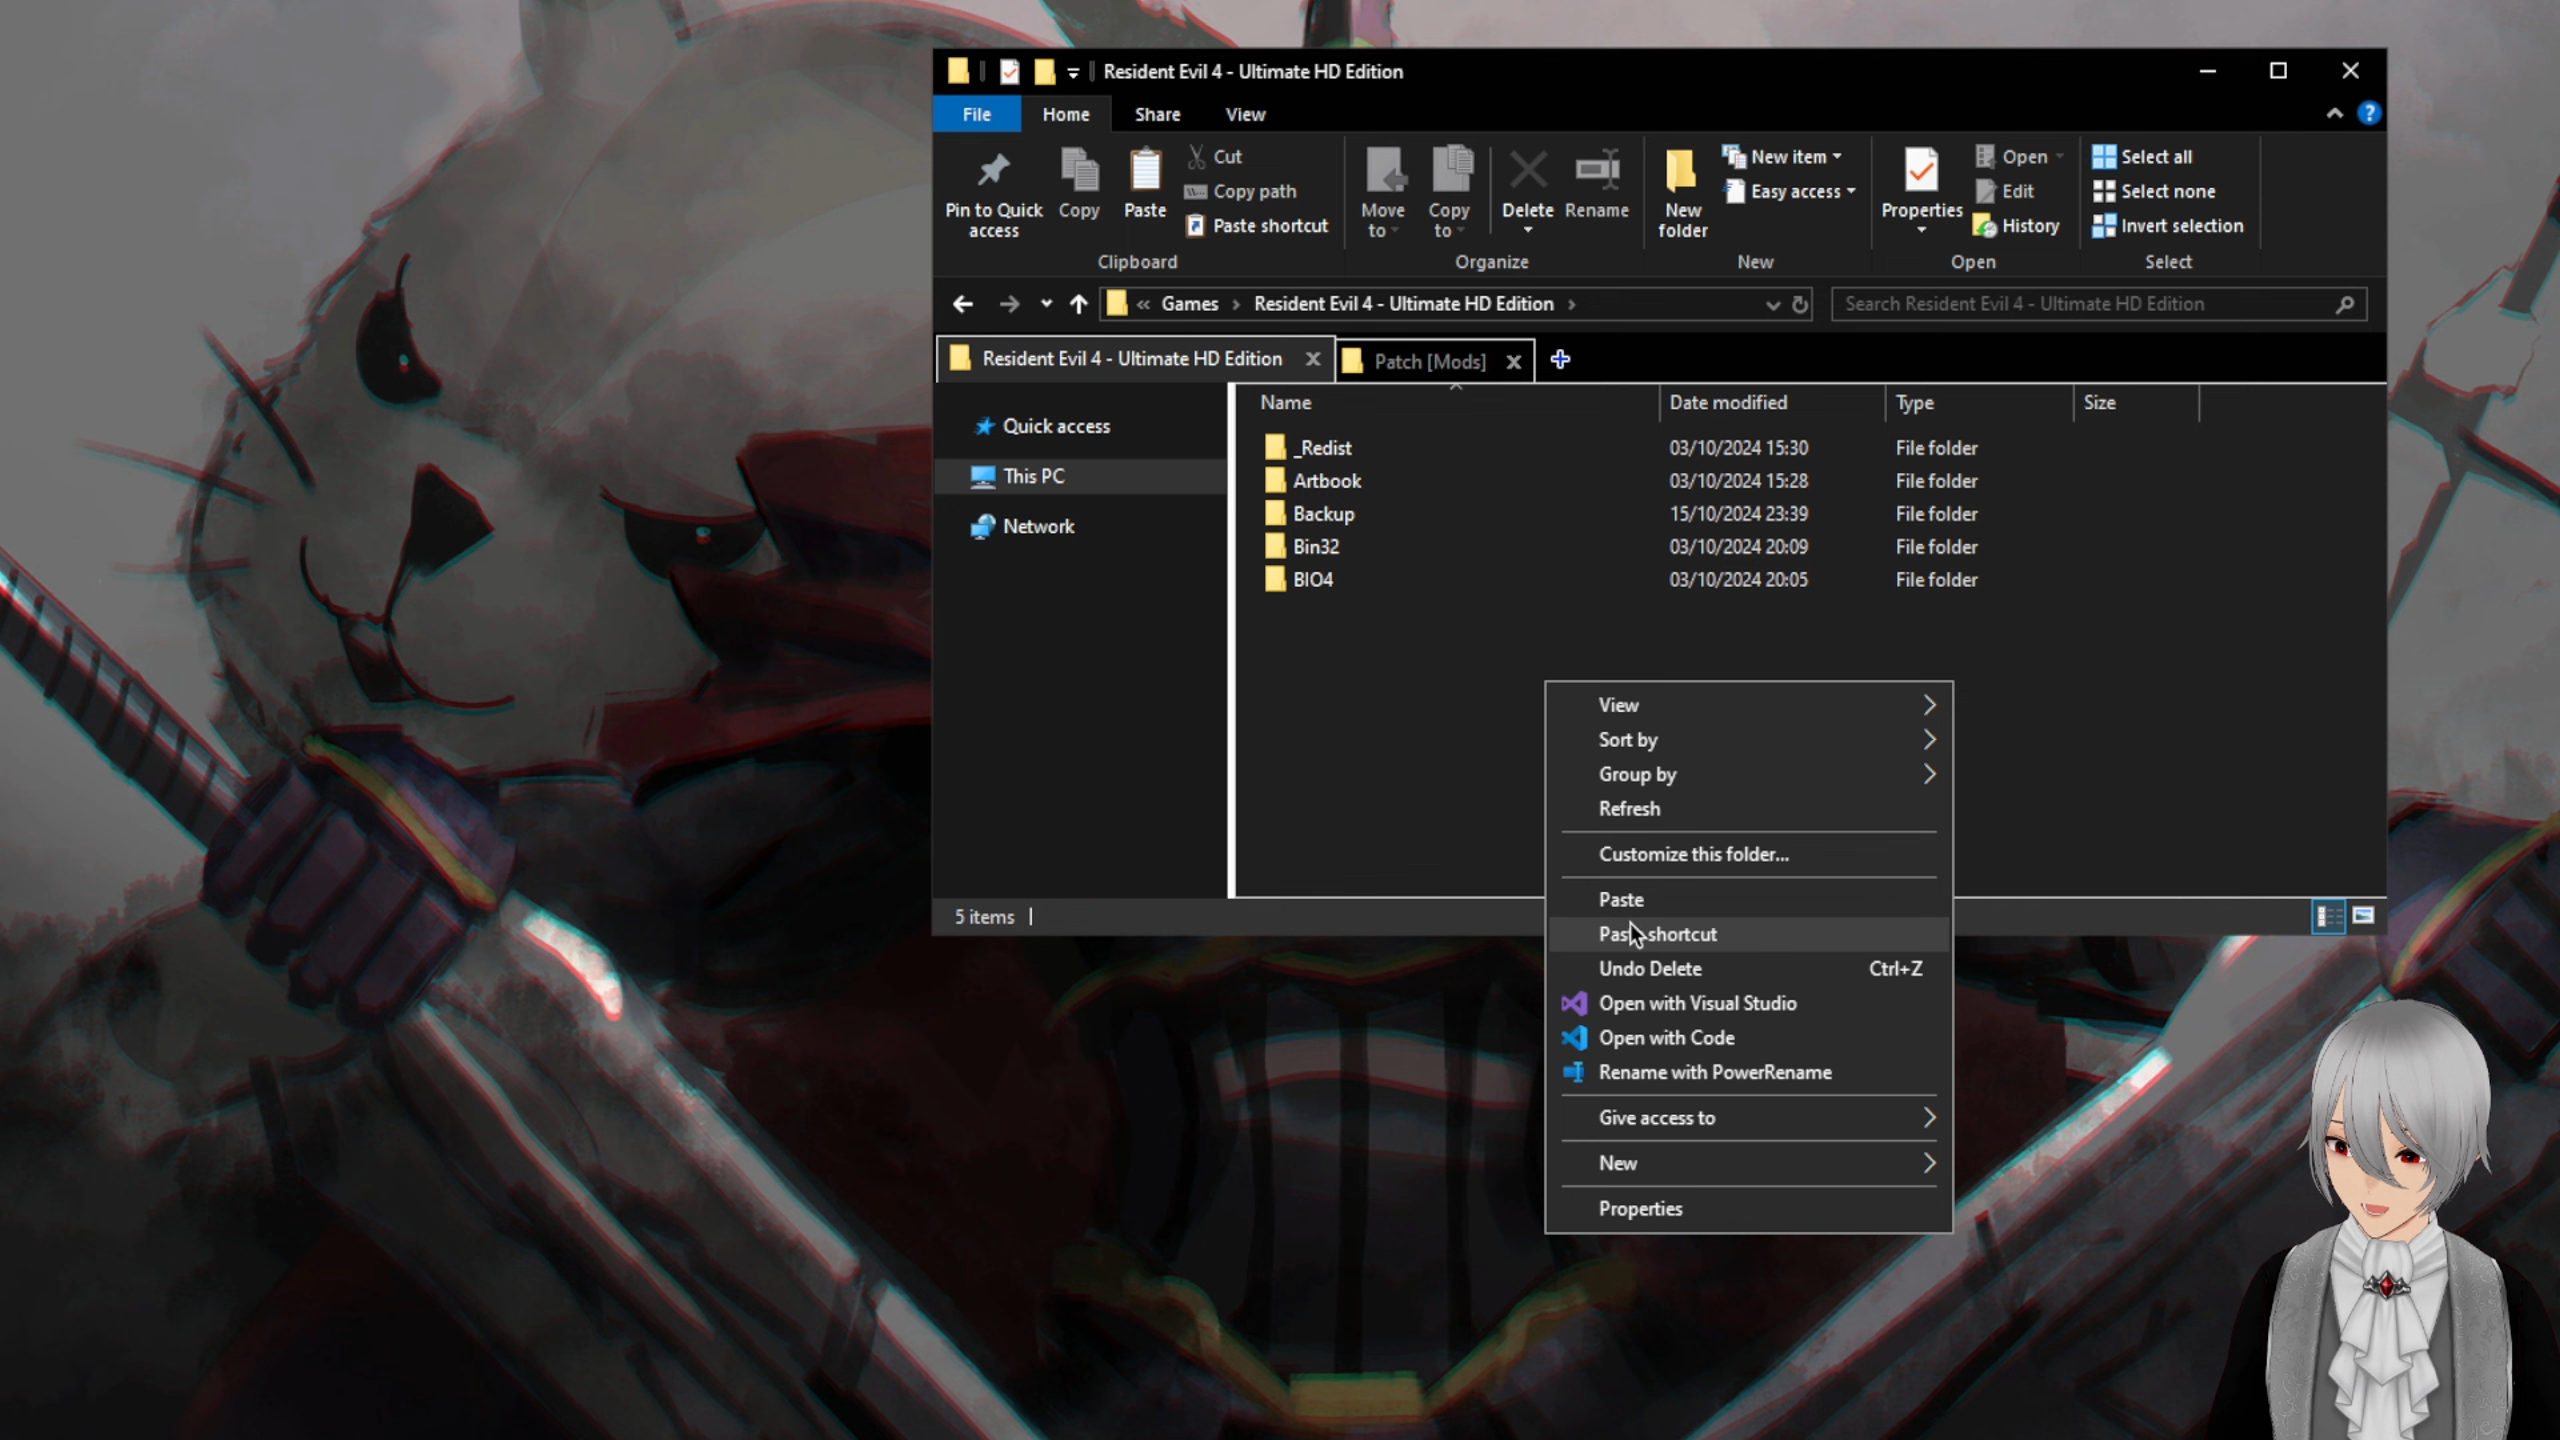 Resident Evil 4 - Ultimate HD Edition
File Home Share View
Pin to Quick access
Copy
Paste
Cut
Copy path
Paste shortcut
Clipboard
Move to
Copy to
Delete
Rename
Organize
New folder
New item
Easy access
New
Properties
Open
Edit
History
Open
Select all
Select none
Invert selection
Select
« Games > Resident Evil 4 - Ultimate HD Edition >
Search Resident Evil 4 - Ultimate HD Edition
Resident Evil 4 - Ultimate HD Edition
Patch [Mods]
Quick access
This PC
Network
Name Date modified Type Size
_Redist 03/10/2024 15:30 File folder
Artbook 03/10/2024 15:28 File folder
Backup 15/10/2024 23:39 File folder
Bin32 03/10/2024 20:09 File folder
BIO4 03/10/2024 20:05 File folder
5 items
View
Sort by
Group by
Refresh
Customize this folder...
Paste
shortcut
Undo Delete Ctrl+Z
Open with Visual Studio
Open with Code
Rename with PowerRename
Give access to
New
Properties